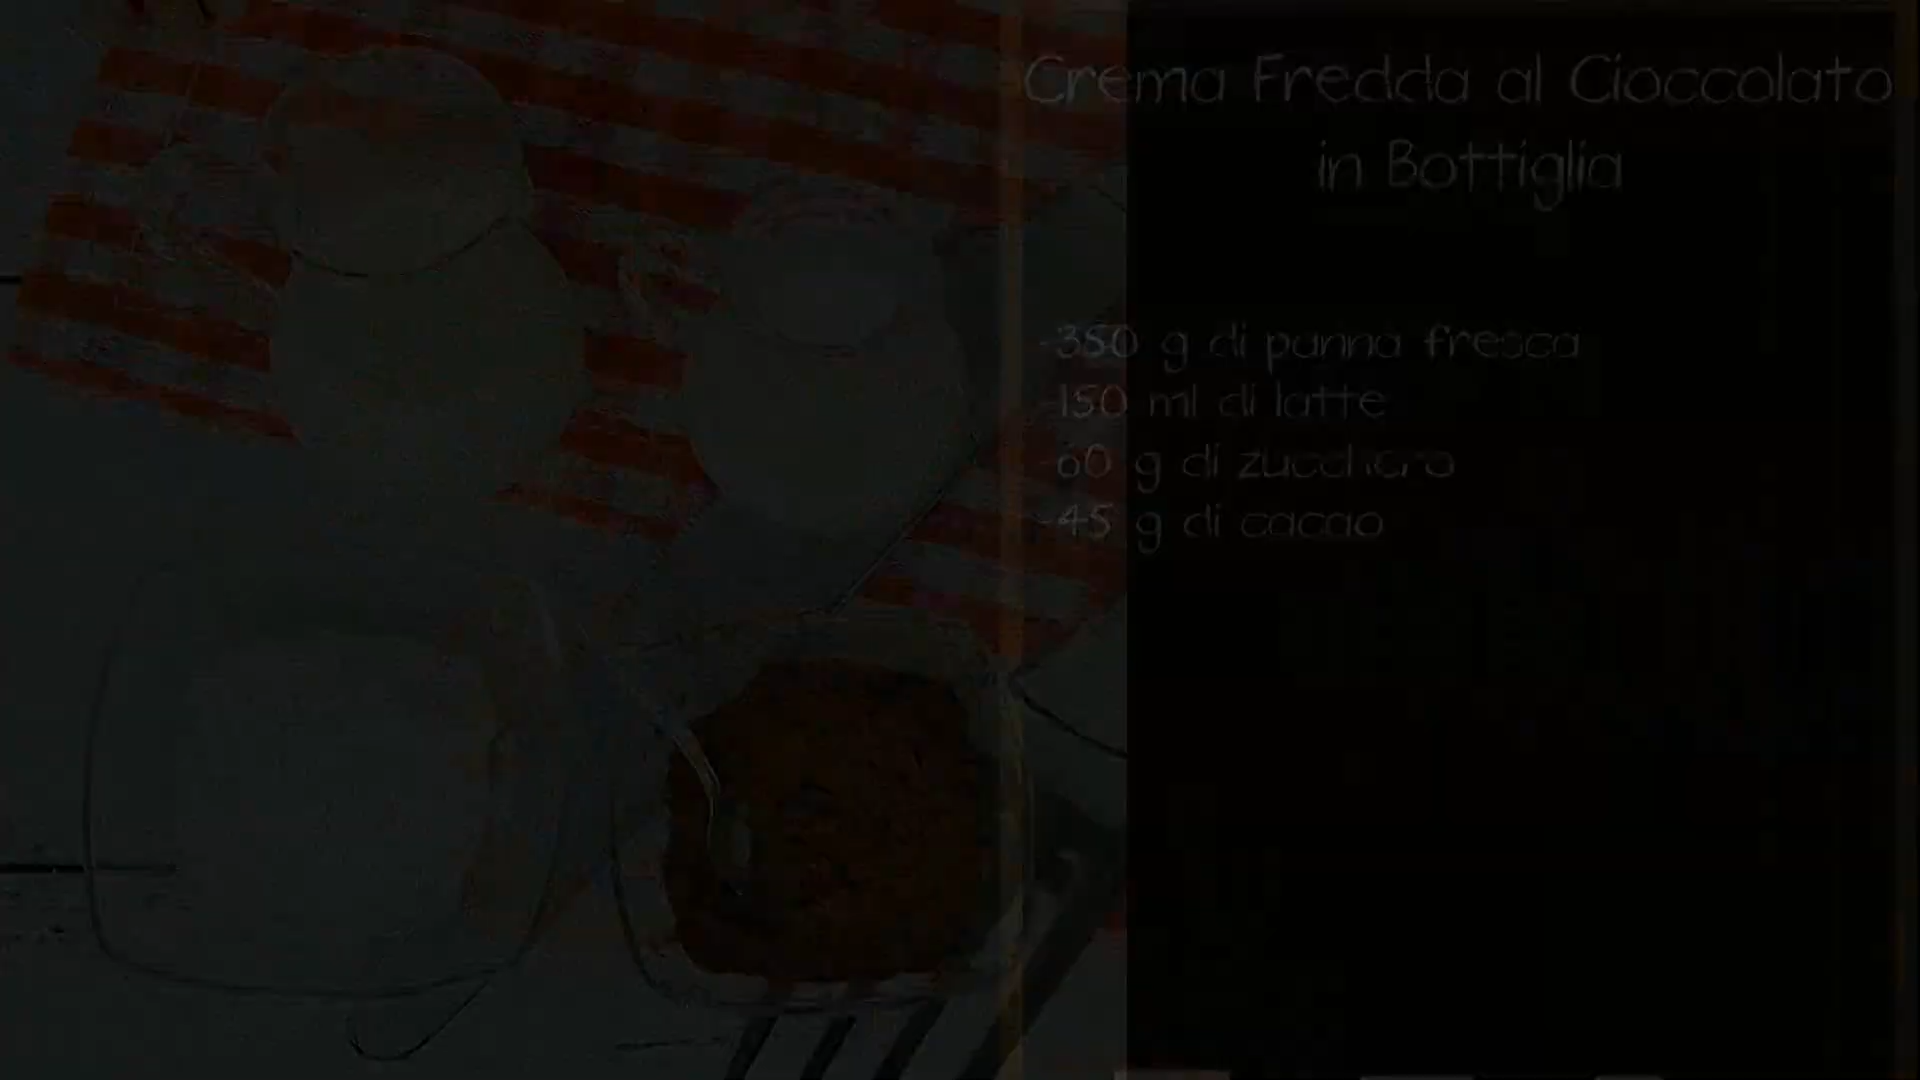 Crema Fredda al Cioccolato
in Bottiglia
-350 g di panna fresca
-150 ml di latte
-60 g di zucchero
-45 g di cacao